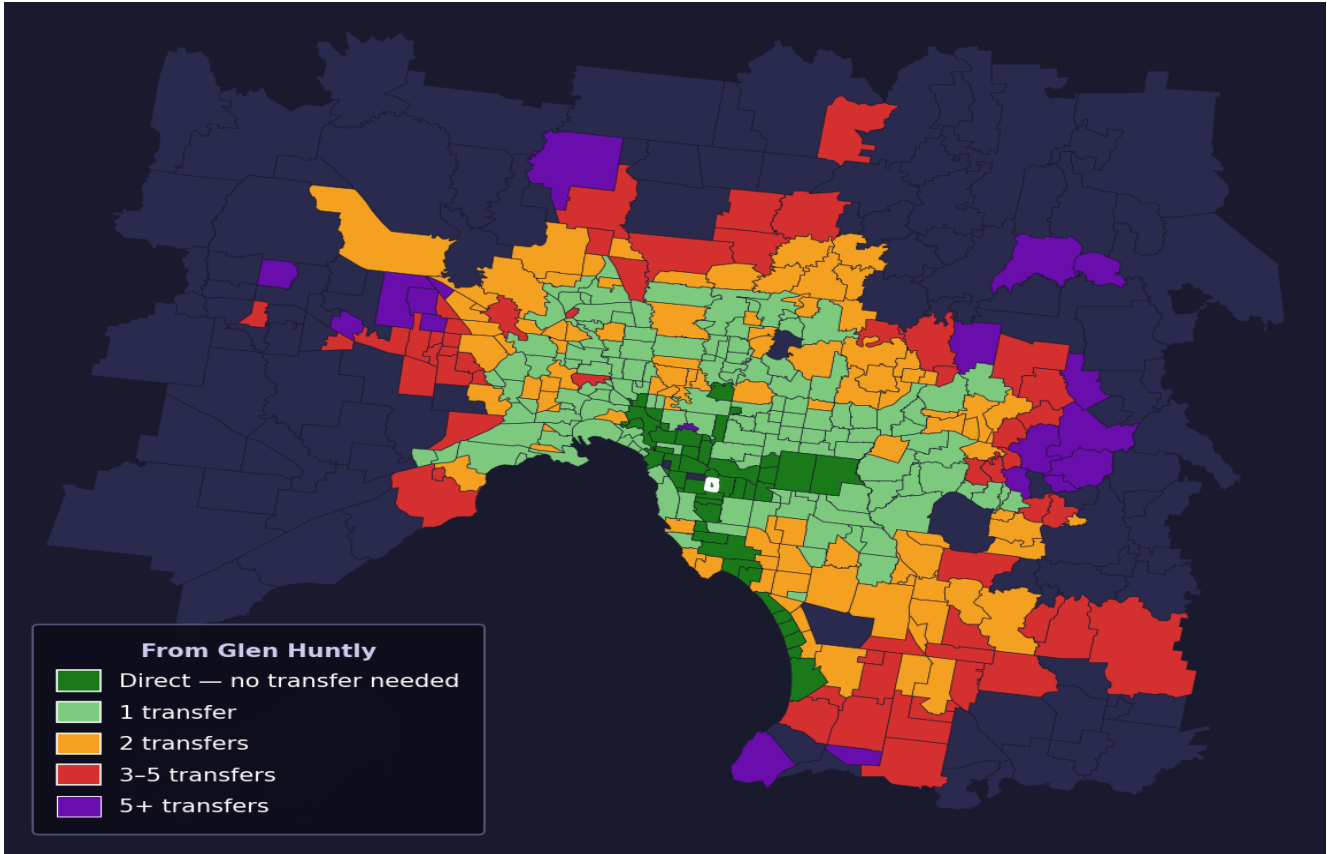 From Glen Huntly
Direct — no transfer needed
1 transfer
2 transfers
3–5 transfers
5+ transfers